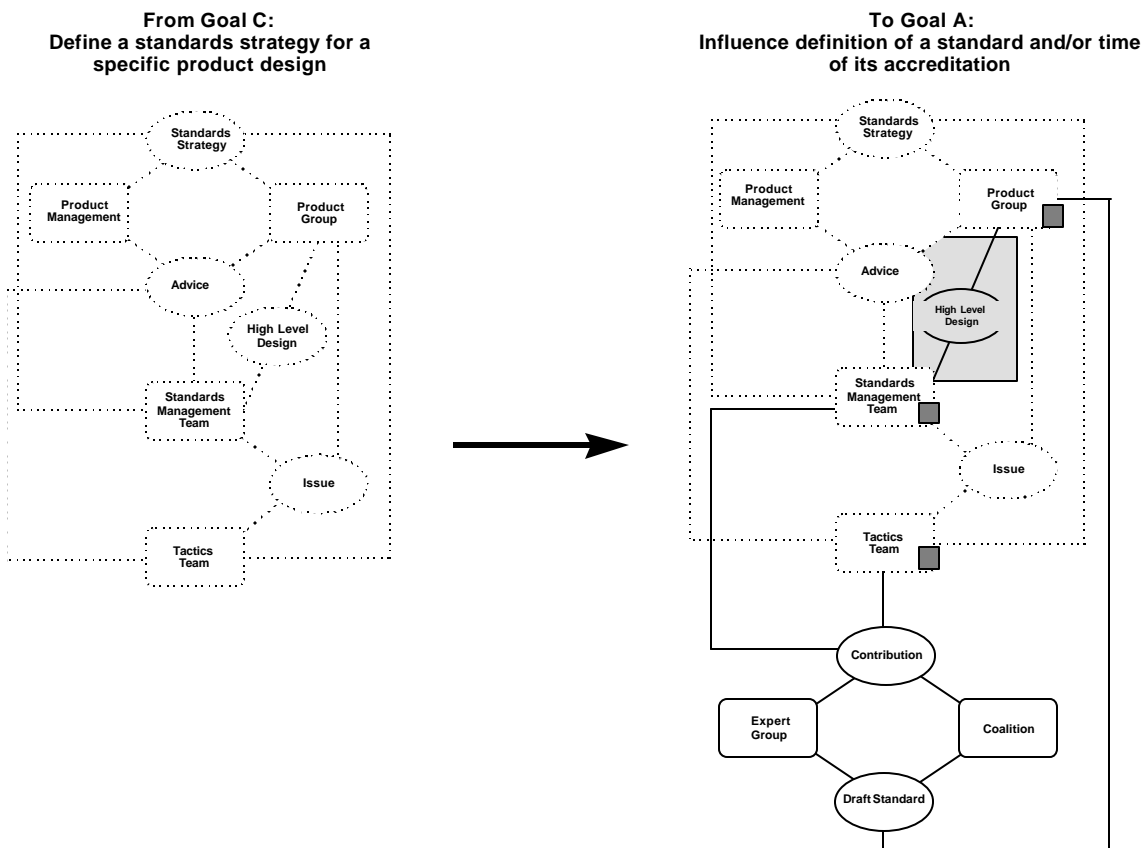 From Goal C:
Define a standards strategy for a
specific product design
Standards
Strategy
Product
Management
Product
Group
Advice
High Level
Design
Standards
Management
Team
Issue
Tactics
Team
To Goal A:
Influence definition of a standard and/or time
of its accreditation
Standards
Strategy
Product
Management
Product
Group
Advice
High Level
Design
Standards
Management
Team
Issue
Tactics
Team
Contribution
Expert
Group
Coalition
Draft Standard